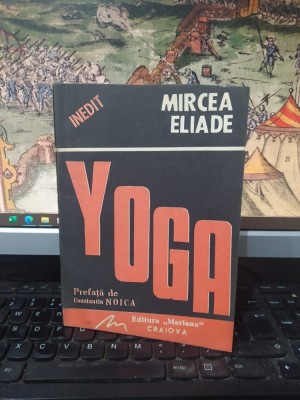 INEDIT
MIRCEA
ELIADE
YOGA
Prefață de
Constantin NOICA
Editura „Mariana"
CRAIOVA